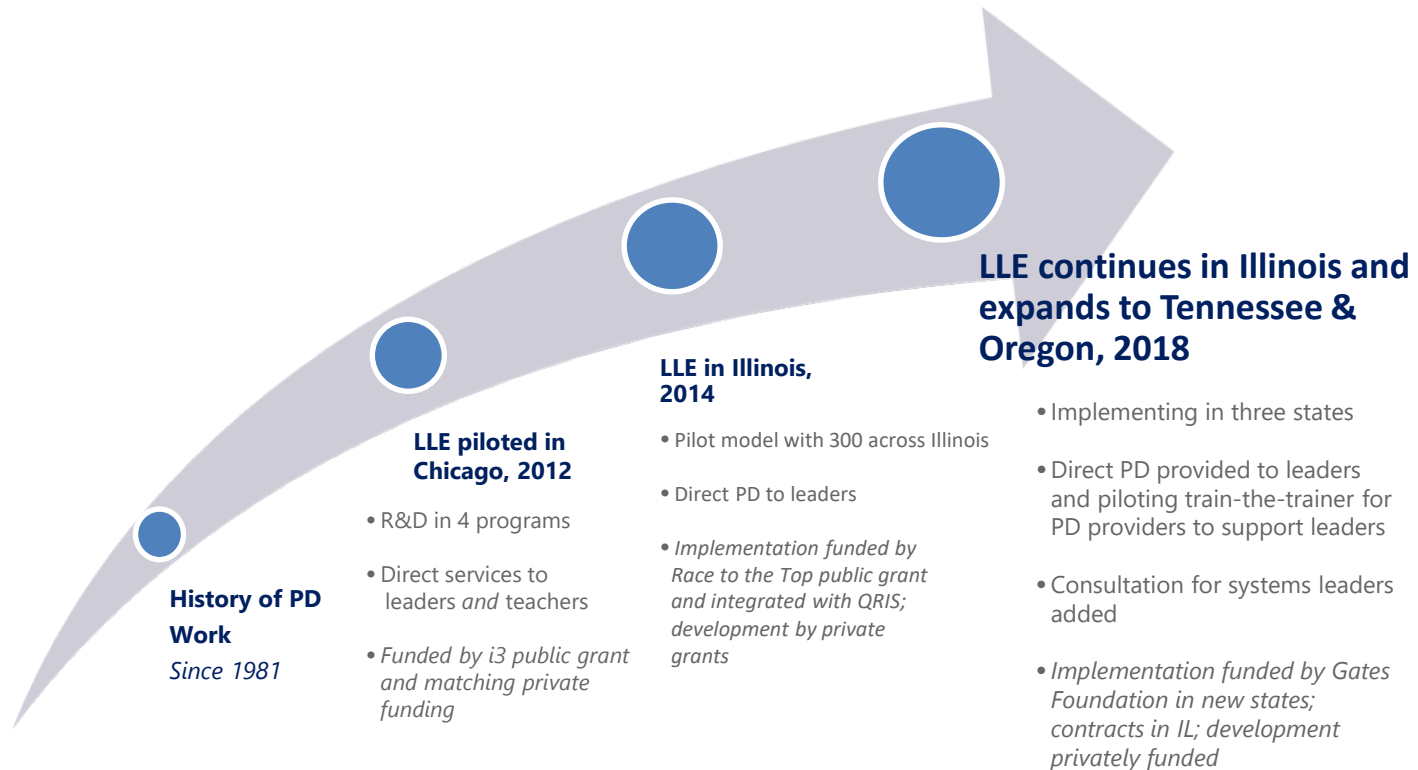 History of PD
Work
Since 1981
LLE piloted in
Chicago, 2012
• R&D in 4 programs
• Direct services to
leaders and teachers
• Funded by i3 public grant
and matching private
funding
LLE in Illinois,
2014
• Pilot model with 300 across Illinois
• Direct PD to leaders
• Implementation funded by
Race to the Top public grant
and integrated with QRIS;
development by private
grants
LLE continues in Illinois and
expands to Tennessee &
Oregon, 2018
• Implementing in three states
• Direct PD provided to leaders
and piloting train-the-trainer for
PD providers to support leaders
• Consultation for systems leaders
added
• Implementation funded by Gates
Foundation in new states;
contracts in IL; development
privately funded